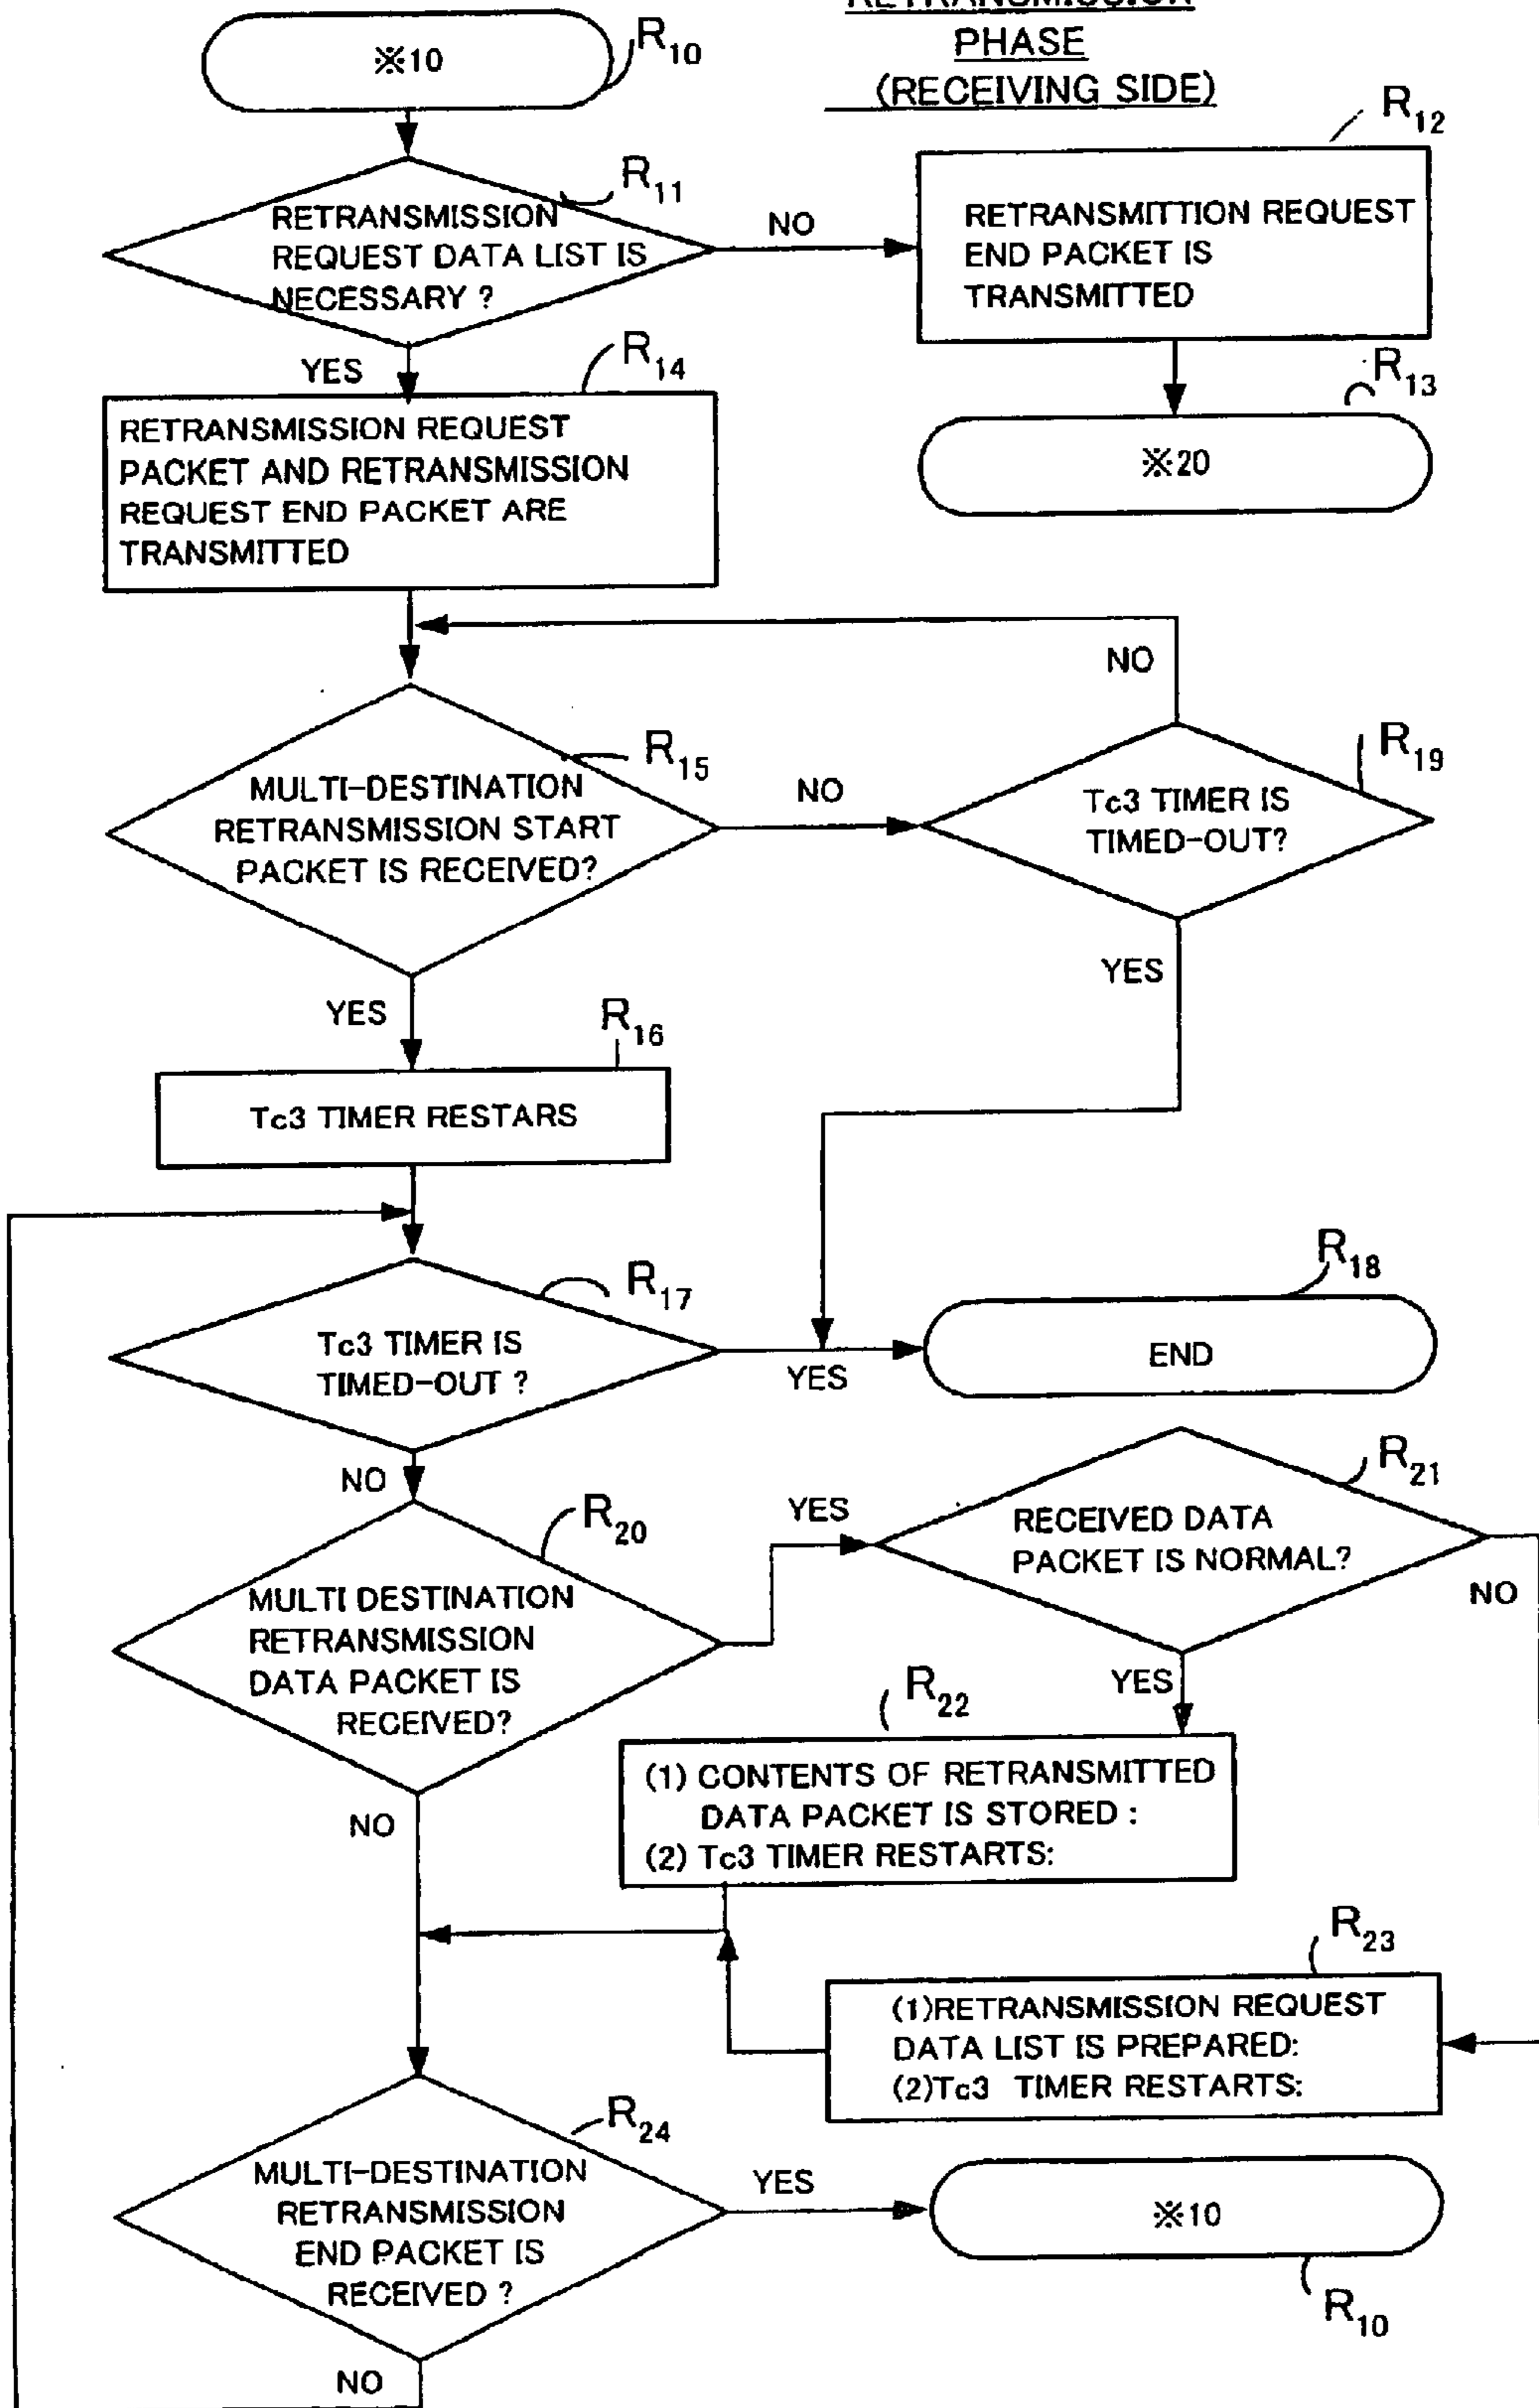 RETRANSMISSION
PHASE
(RECEIVING SIDE)
※10
R10
R11
RETRANSMISSION
REQUEST DATA LIST IS
NECESSARY ?
NO
YES
R12
RETRANSMITTION REQUEST
END PACKET IS
TRANSMITTED
R13
※20
R14
RETRANSMISSION REQUEST
PACKET AND RETRANSMISSION
REQUEST END PACKET ARE
TRANSMITTED
R15
MULTI-DESTINATION
RETRANSMISSION START
PACKET IS RECEIVED?
NO
YES
R19
Tc3 TIMER IS
TIMED-OUT?
NO
YES
R16
Tc3 TIMER RESTARS
R17
Tc3 TIMER IS
TIMED-OUT ?
YES
NO
R18
END
R20
MULTI DESTINATION
RETRANSMISSION
DATA PACKET IS
RECEIVED?
YES
NO
R21
RECEIVED DATA
PACKET IS NORMAL?
NO
YES
R22
(1) CONTENTS OF RETRANSMITTED
DATA PACKET IS STORED :
(2) Tc3 TIMER RESTARTS:
R23
(1)RETRANSMISSION REQUEST
DATA LIST IS PREPARED:
(2)Tc3 TIMER RESTARTS:
R24
MULTI-DESTINATION
RETRANSMISSION
END PACKET IS
RECEIVED ?
YES
NO
※10
R10